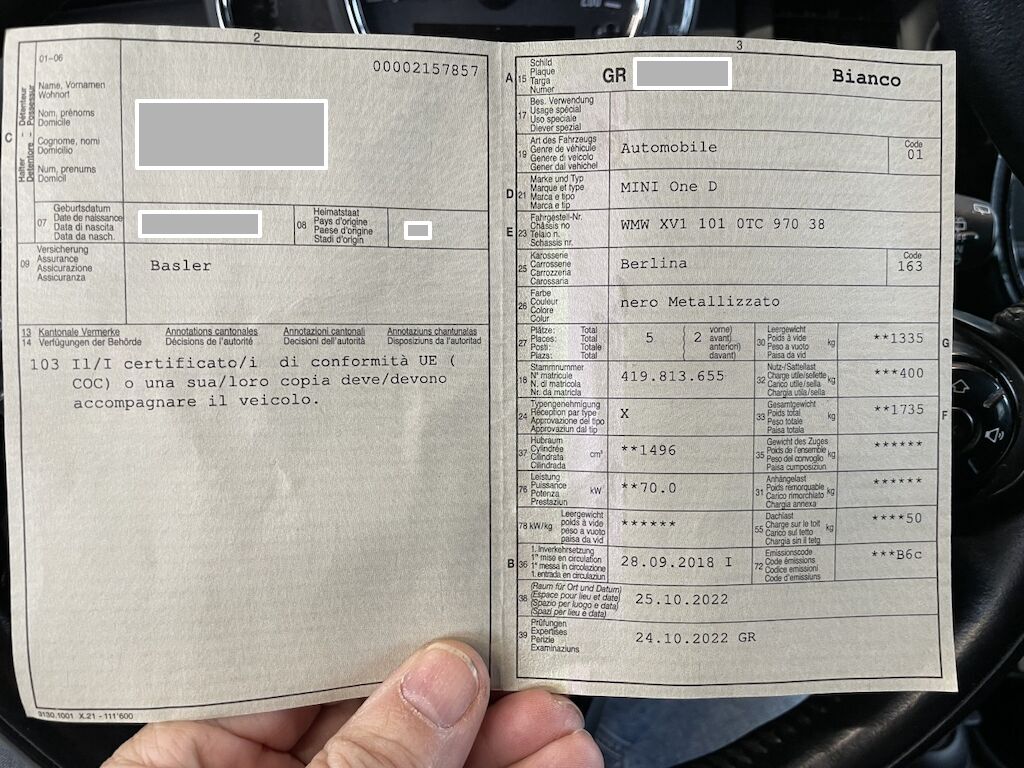 2
01-06
00002157857
C
Halter - Détenteur
Detentore - Possessur
Name, Vornamen
Wohnort
Nom, prénoms
Domicile
Cognome, nomi
Domicilio
Num, prenums
Domicil
07
Geburtsdatum
Date de naissance
Data di nascita
Data da nasch.
08
Heimatstaat
Pays d'origine
Paese d'origine
Stadi d'origin
09
Versicherung
Assurance
Assicurazione
Assicuranza
Basler
13 Kantonale Vermerke Annotations cantonales Annotazioni cantonali Annotaziuns chantunalas
14 Verfügungen der Behörde Décisions de l'autorité Decisioni dell'autorità Disposiziuns da l'autoritad
103 Il/I certificato/i di conformità UE (
COC) o una sua/loro copia deve/devono
accompagnare il veicolo.
9130.1001 X.21 - 111'600
3
A
15
Schild
Plaque
Targa
Numer
GR
Bianco
17
Bes. Verwendung
Usage spécial
Uso speciale
Diever spezial
19
Art des Fahrzeugs
Genre de véhicule
Genere di veicolo
Gener dal vehichel
Automobile
Code
01
D
21
Marke und Typ
Marque et type
Marca e tipo
Marca e tip
MINI One D
E
23
Fahrgestell-Nr.
Châssis no
Telaio n.
Schassis nr.
WMW XV1 101 0TC 970 38
25
Karosserie
Carrosserie
Carrozzeria
Carossaria
Berlina
Code
163
26
Farbe
Couleur
Colore
Colur
nero Metallizzato
27
Plätze: Total
Places: Total
Posti: Totale
Plazs: Total
5
2
vorne)
avant)
anteriori)
davant)
30
Leergewicht
Poids à vide
Peso a vuoto
Paisa da vid
kg
**1335
G
18
Stammnummer
N° matricule
N. di matricola
Nr. da matricla
419.813.655
32
Nutz-/Sattellast
Charge utile/sellette
Carico utile/sella
Chargia utila/sella
kg
***400
24
Typengenehmigung
Réception par type
Approvazione del tipo
Approvaziun dal tip
X
33
Gesamtgewicht
Poids total
Peso totale
Paisa totala
kg
**1735
F
37
Hubraum
Cylindrée
Cilindrata
Cilindrada
cm³
**1496
35
Gewicht des Zuges
Poids de l'ensemble
Peso del convoglio
Paisa cumposiziun
kg
******
76
Leistung
Puissance
Potenza
Prestaziun
kW
**70.0
31
Anhängelast
Poids remorquable
Carico rimorchiato
Chargia annexa
kg
******
78 kW/kg
Leergewicht
poids à vide
peso a vuoto
paisa da vid
******
55
Dachlast
Charge sur le toit
Carico sul tetto
Chargia sin il tetg
kg
****50
B
36
1. Inverkehrsetzung
1re mise en circulation
1a messa in circolazione
1. entrada en circulaziun
28.09.2018 I
72
Emissionscode
Code émissions
Codice emissioni
Code d'emissiuns
***B6c
38
(Raum für Ort und Datum)
(Espace pour lieu et date)
(Spazio per luogo e data)
(Spazi per lieu e data)
25.10.2022
39
Prüfungen
Expertises
Perizie
Examinaziuns
24.10.2022 GR